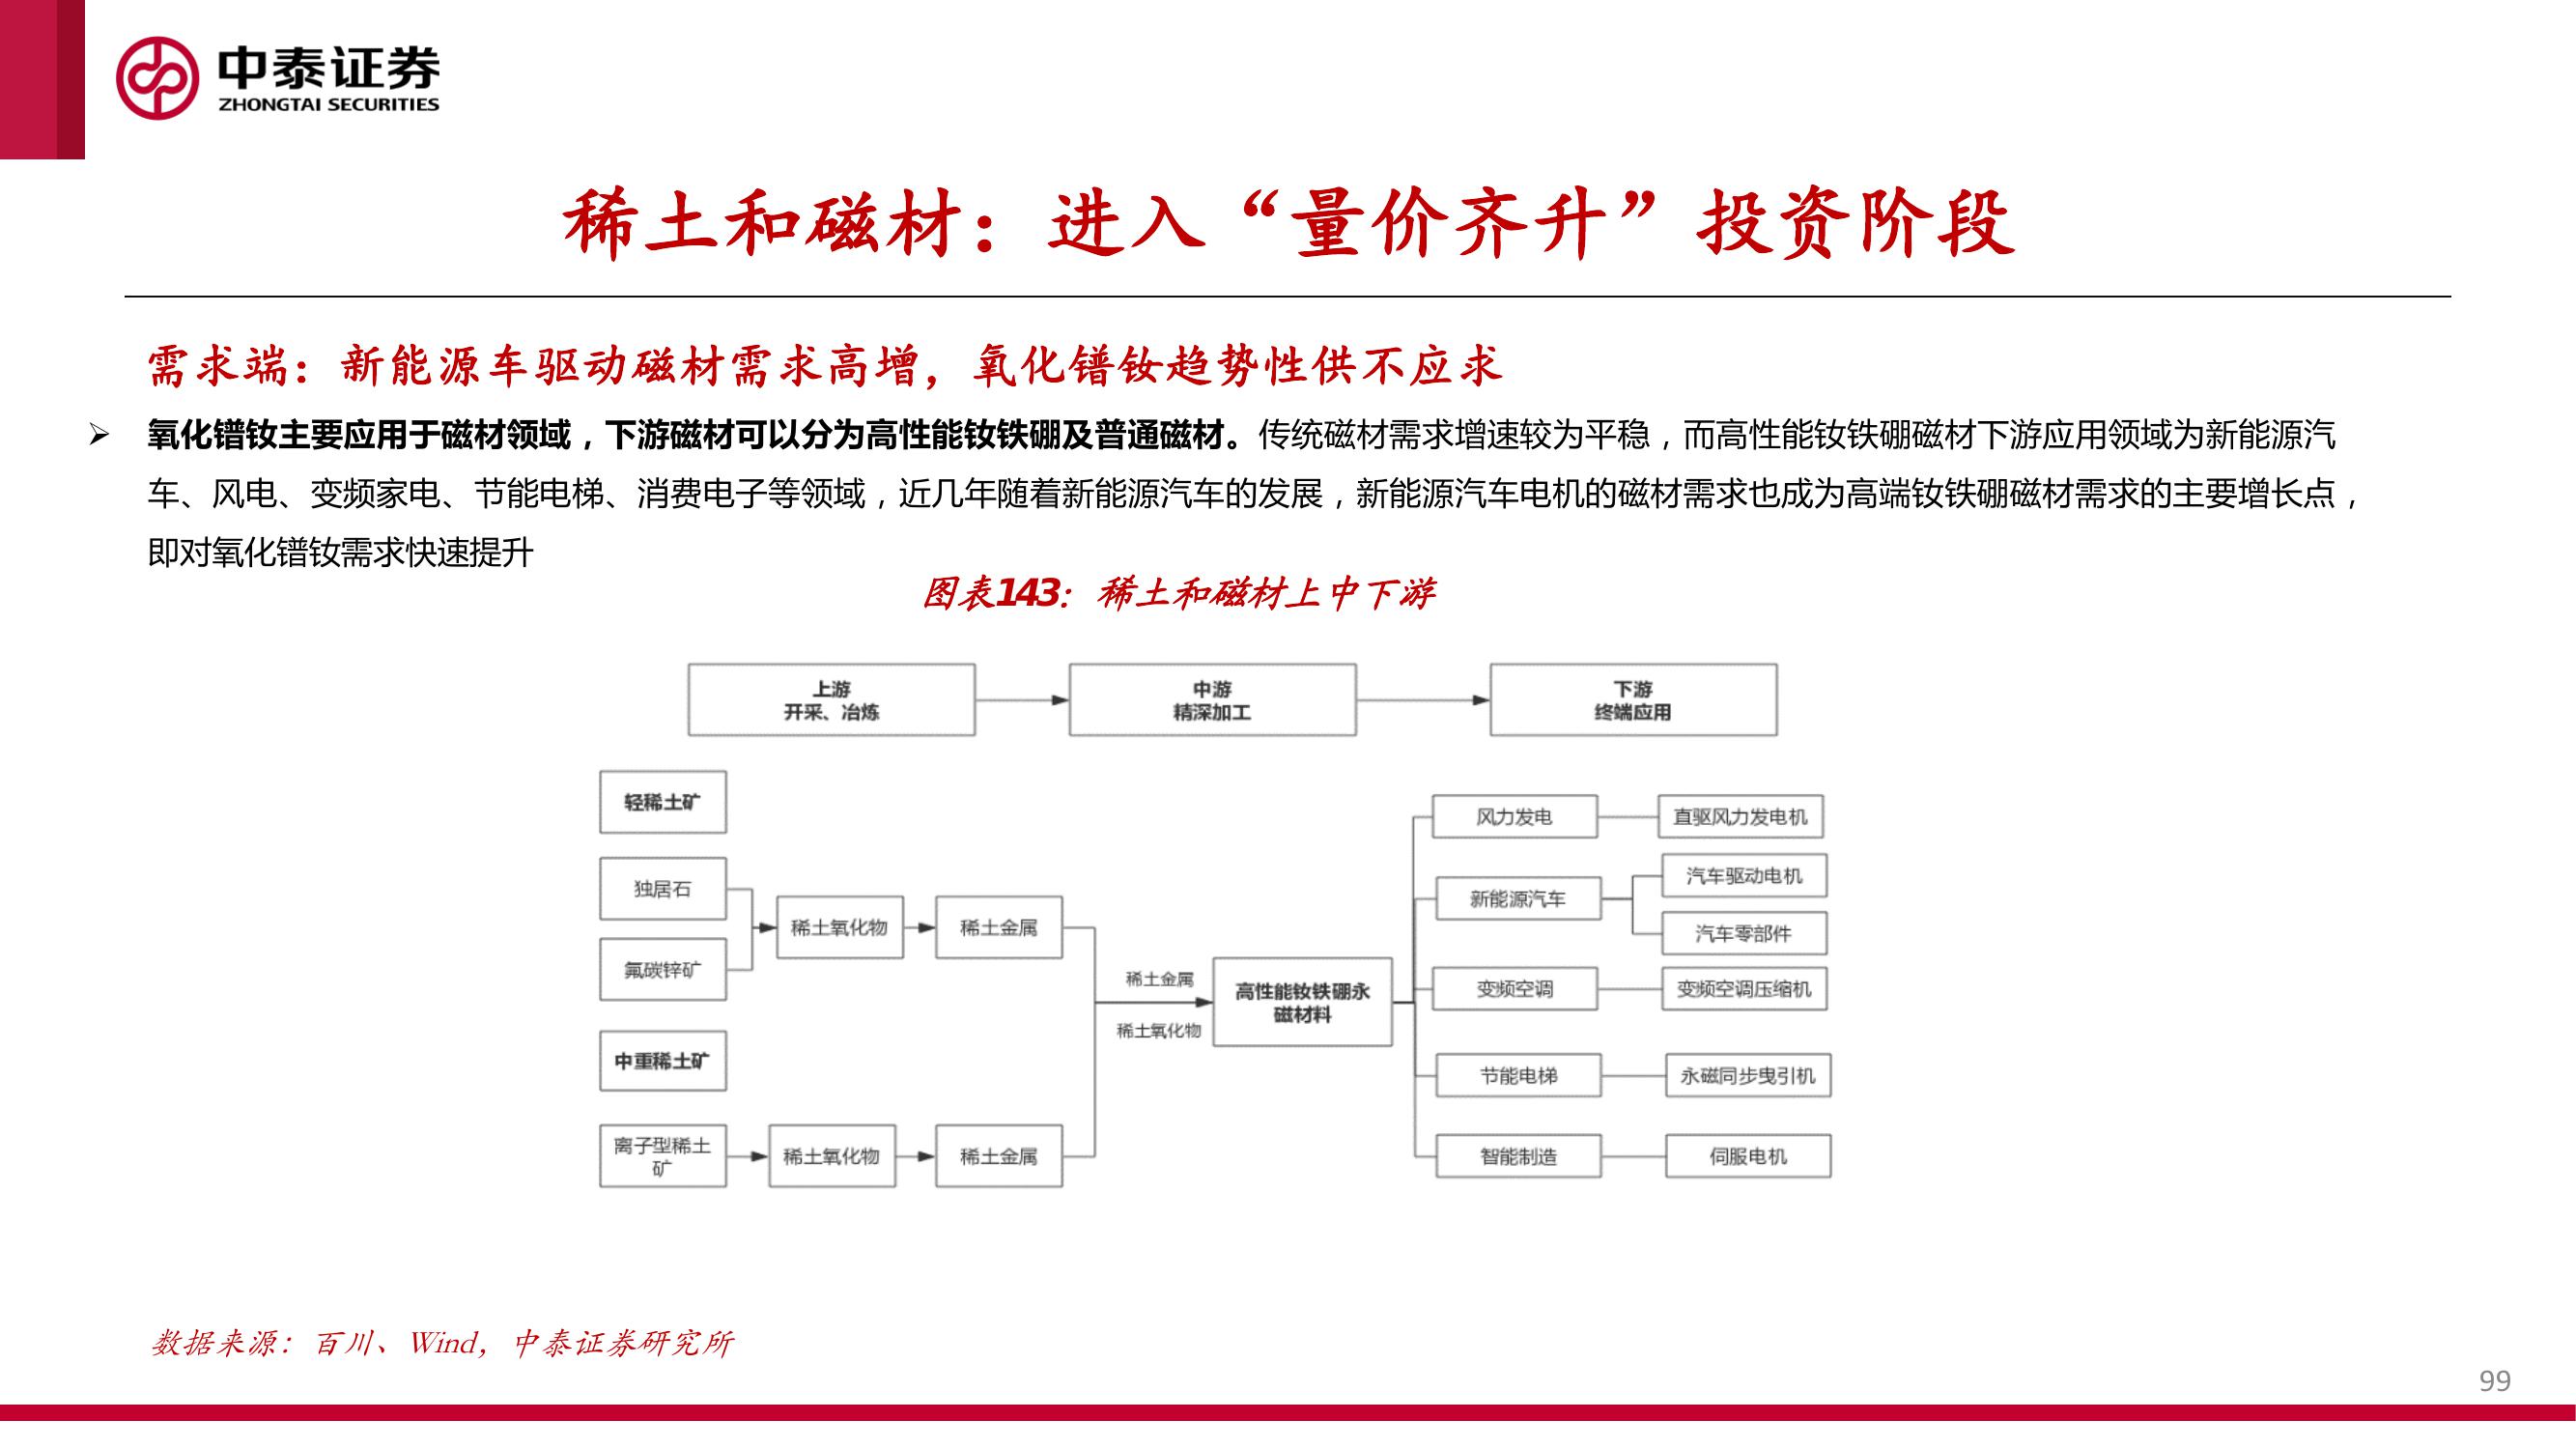 中泰证券
ZHONGTAI SECURITIES
稀土和磁材：进入“量价齐升”投资阶段
需求端：新能源车驱动磁材需求高增，氧化镨钕趋势性供不应求
氧化镨钕主要应用于磁材领域，下游磁材可以分为高性能钕铁硼及普通磁材。传统磁材需求增速较为平稳，而高性能钕铁硼磁材下游应用领域为新能源汽
车、风电、变频家电、节能电梯、消费电子等领域，近几年随着新能源汽车的发展，新能源汽车电机的磁材需求也成为高端钕铁硼磁材需求的主要增长点，
即对氧化镨钕需求快速提升
图表143：稀土和磁材上中下游
上游
开采、冶炼
中游
精深加工
下游
终端应用
轻稀土矿
独居石
氟碳锌矿
稀土氧化物
稀土金属
中重稀土矿
离子型稀土
矿
稀土氧化物
稀土金属
稀土金属
稀土氧化物
高性能钕铁硼永
磁材料
风力发电
直驱风力发电机
新能源汽车
汽车驱动电机
汽车零部件
变频空调
变频空调压缩机
节能电梯
永磁同步曳引机
智能制造
伺服电机
数据来源：百川、Wind，中泰证券研究所
99